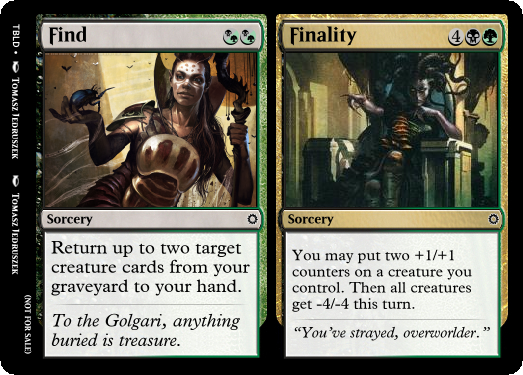 TBLD • TOMASZ JEDRUSZEK
TOMASZ JEDRUSZEK
(NOT FOR SALE)
Find
Sorcery
Return up to two target
creature cards from your
graveyard to your hand.
To the Golgari, anything
buried is treasure.
Finality
4
Sorcery
You may put two +1/+1
counters on a creature you
control. Then all creatures
get -4/-4 this turn.
“You’ve strayed, overworlder.”